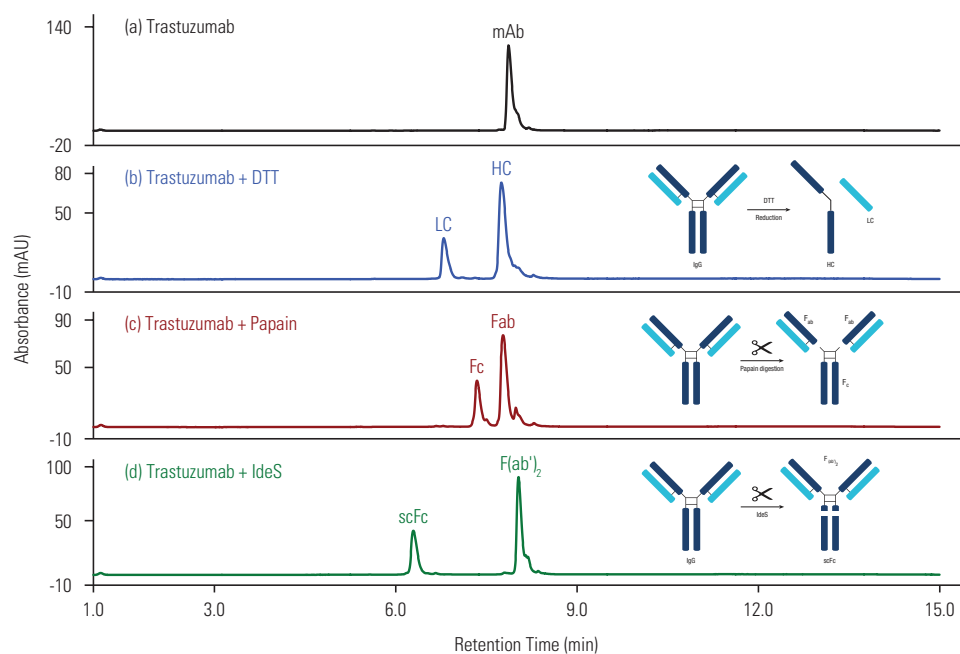 Absorbance (mAU)
140
-20
(a) Trastuzumab
mAb
80
50
-10
(b) Trastuzumab + DTT
LC
HC
IgG
DTT
Reduction
HC
LC
90
50
-10
(c) Trastuzumab + Papain
Fc
Fab
Papain digestion
Fab
Fab
Fc
100
50
-10
(d) Trastuzumab + IdeS
scFc
F(ab')2
IgG
IdeS
F(ab')2
scFc
1.0 3.0 6.0 9.0 12.0 15.0
Retention Time (min)